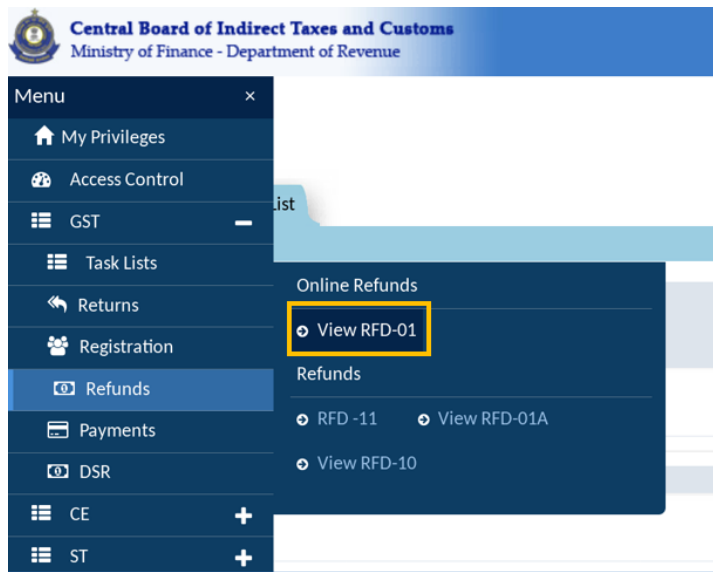 Central Board of Indirect Taxes and Customs
Ministry of Finance - Department of Revenue
Menu ×
My Privileges
Access Control
GST
Task Lists
Returns
Registration
Refunds
Payments
DSR
CE
ST
List
Online Refunds
View RFD-01
Refunds
RFD -11 View RFD-01A
View RFD-10